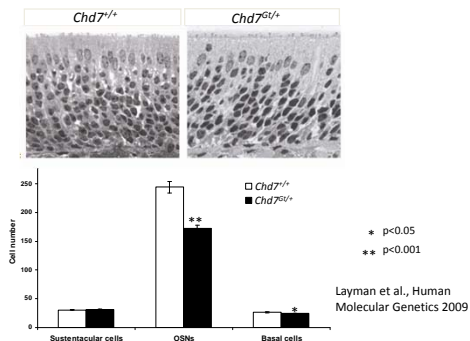 Chd7+/+
Chd7Gt/+
250
200
150
100
50
0
Cell number
Chd7+/+
Chd7Gt/+
**
*
Sustentacular cells
OSNs
Basal cells
* p<0.05
** p<0.001
Layman et al., Human
Molecular Genetics 2009